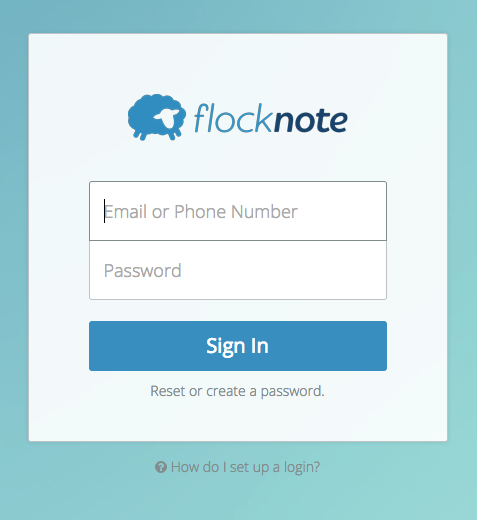 flocknote
Email or Phone Number
Password
Sign In
Reset or create a password.
How do I set up a login?